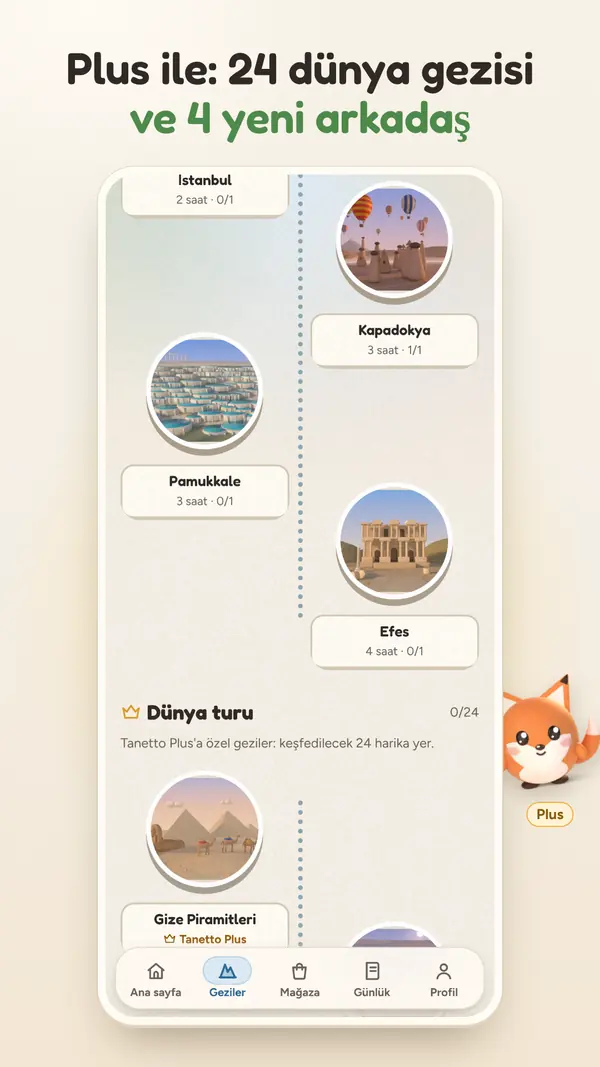 Plus ile: 24 dünya gezisi
ve 4 yeni arkadaş
Istanbul
2 saat · 0/1
Kapadokya
3 saat · 1/1
Pamukkale
3 saat · 0/1
Efes
4 saat · 0/1
Dünya turu
0/24
Tanetto Plus'a özel geziler: keşfedilecek 24 harika yer.
Plus
Gize Piramitleri
Tanetto Plus
Ana sayfa
Geziler
Mağaza
Günlük
Profil